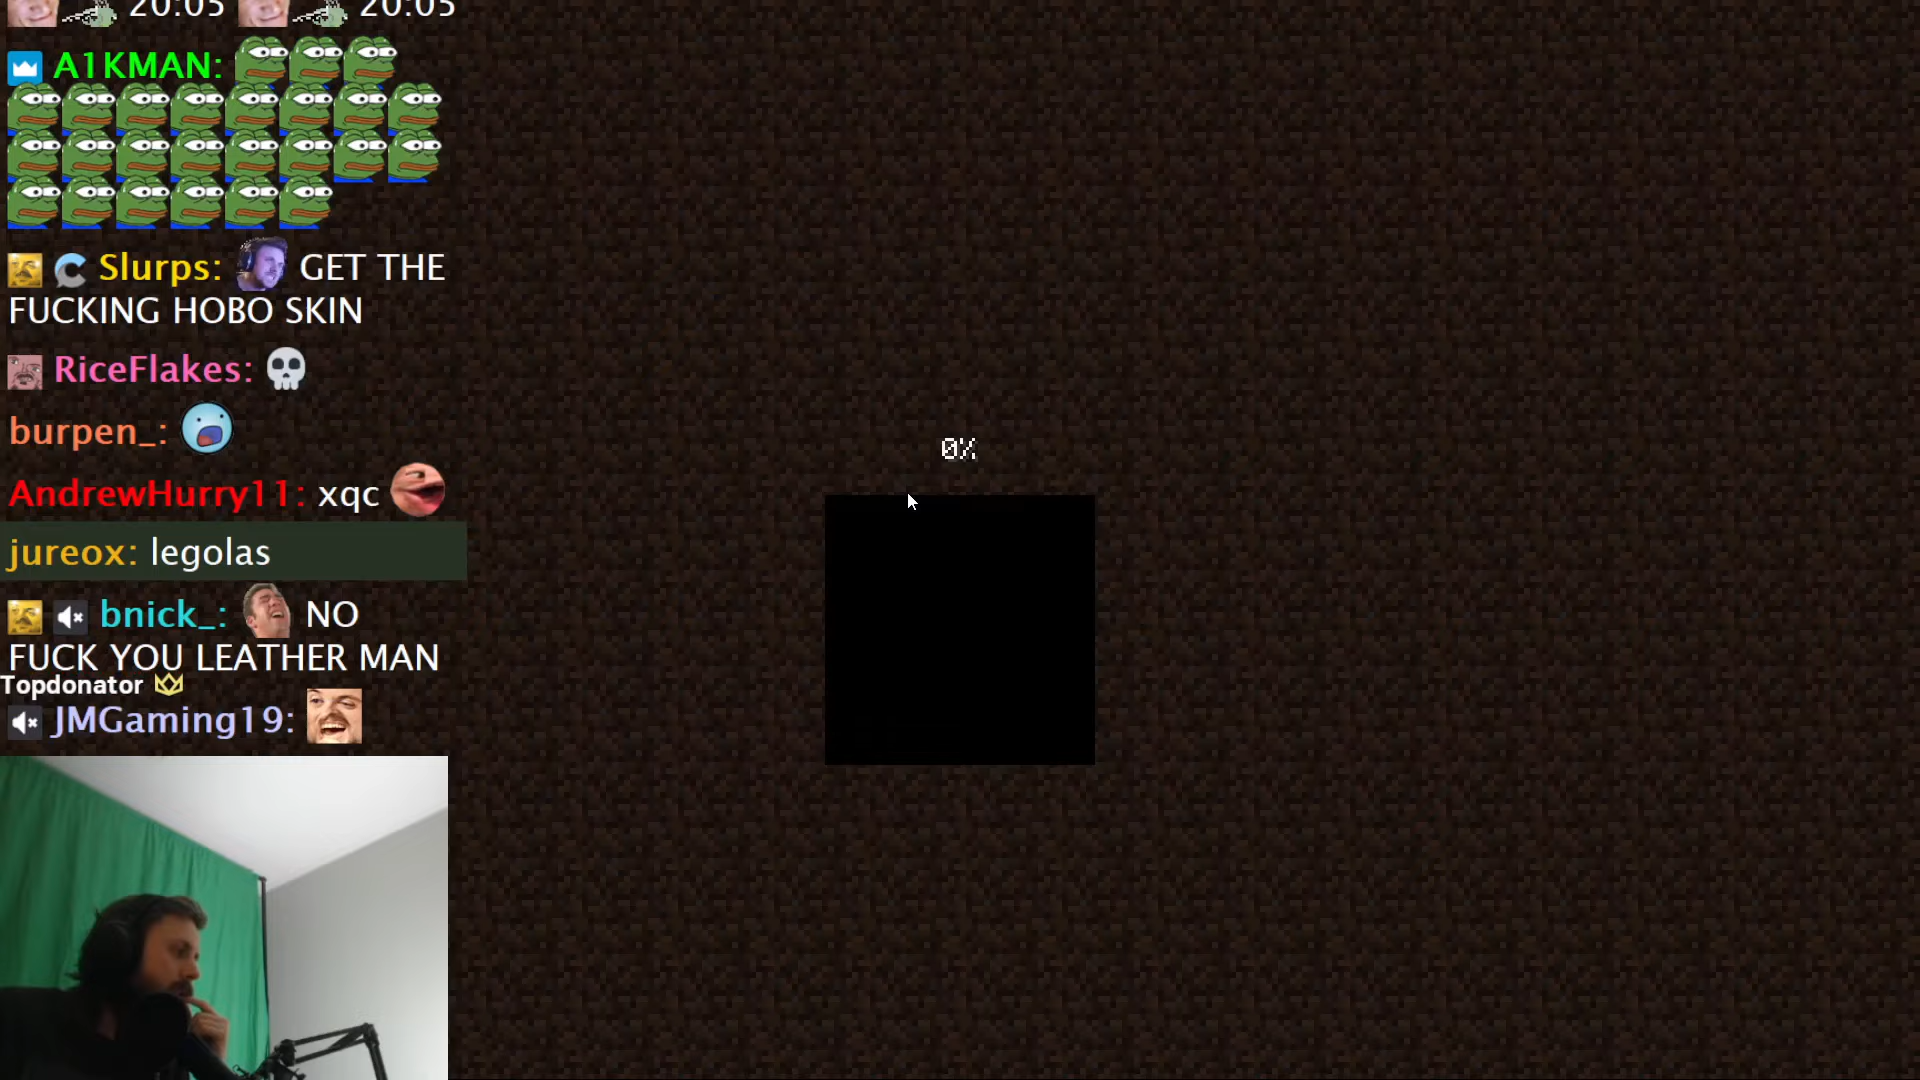 20:05 20:05
A1KMAN:
Slurps: GET THE
FUCKING HOBO SKIN
RiceFlakes:
burpen_:
AndrewHurry11: xqc
jureox: legolas
bnick_: NO
FUCK YOU LEATHER MAN
Topdonator
JMGaming19:
0%